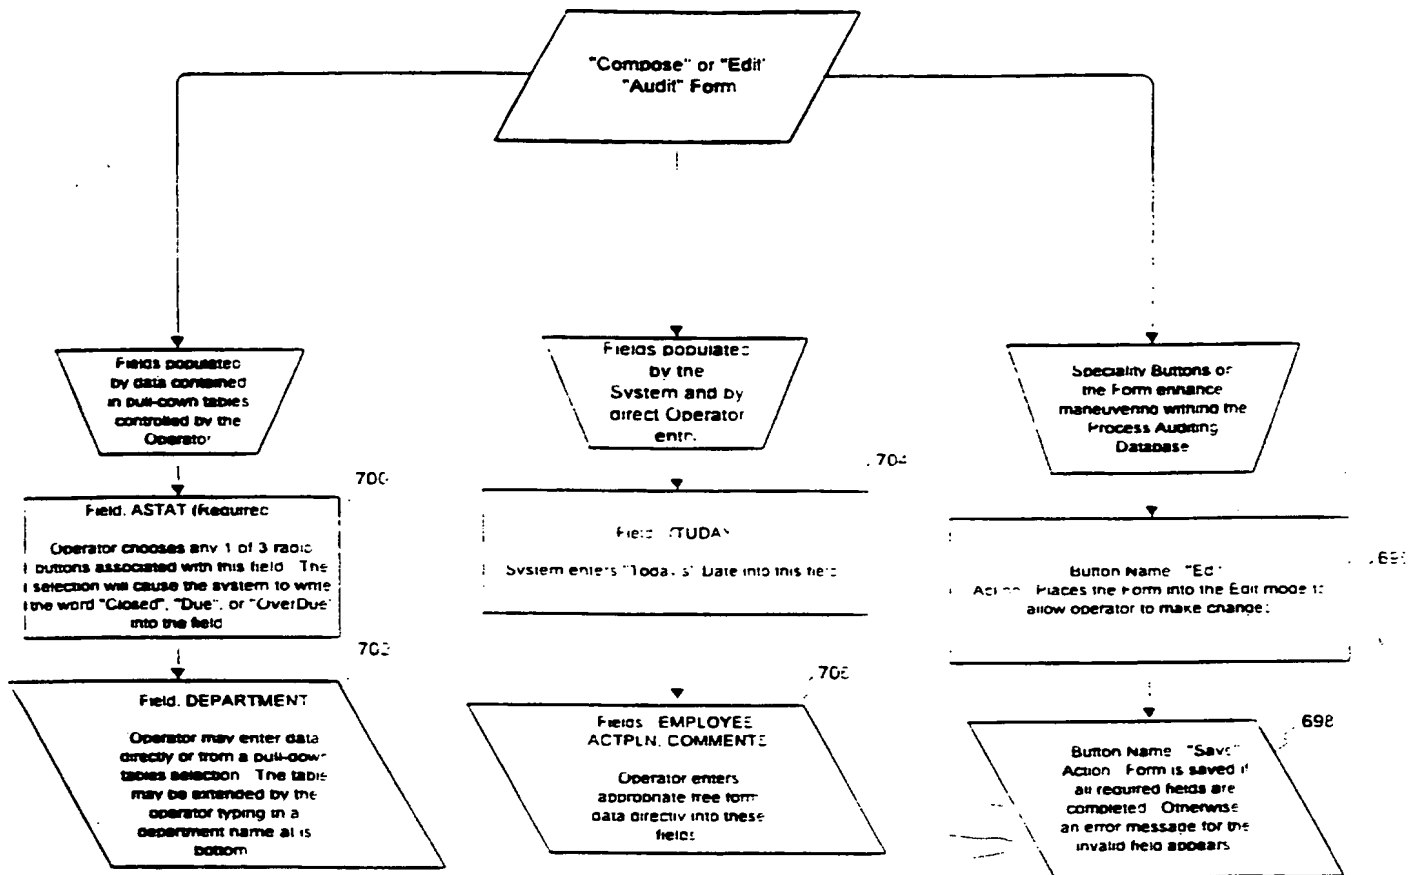 "Compose" or "Edit"
"Audit" Form
Fields populated
by data contained
in pull-down tables
controlled by the
Operator
700
Field. ASTAT (Required
Operator chooses any 1 of 3 radio
buttons associated with this field The
selection will cause the system to write
the word "Closed", "Due", or "OverDue"
into the field
702
Field. DEPARTMENT
Operator may enter data
directly or from a pull-down
tables selection The table
may be extended by the
operator typing in a
department name at is
bottom
Fields populated
by the
System and by
direct Operator
entry
704
Field
System enters "Today's" Date into this field
706
Fields EMPLOYEE
ACTPLN, COMMENTS
Operator enters
appropriate free form
data directly into these
fields
Speciality Buttons on
the Form enhance
maneuvering withing the
Process Auditing
Database
Button Name "Edit"
Action Places the Form into the Edit mode to
allow operator to make changes
698
Button Name "Save"
Action Form is saved if
all required fields are
completed Otherwise
an error message for the
invalid field appears